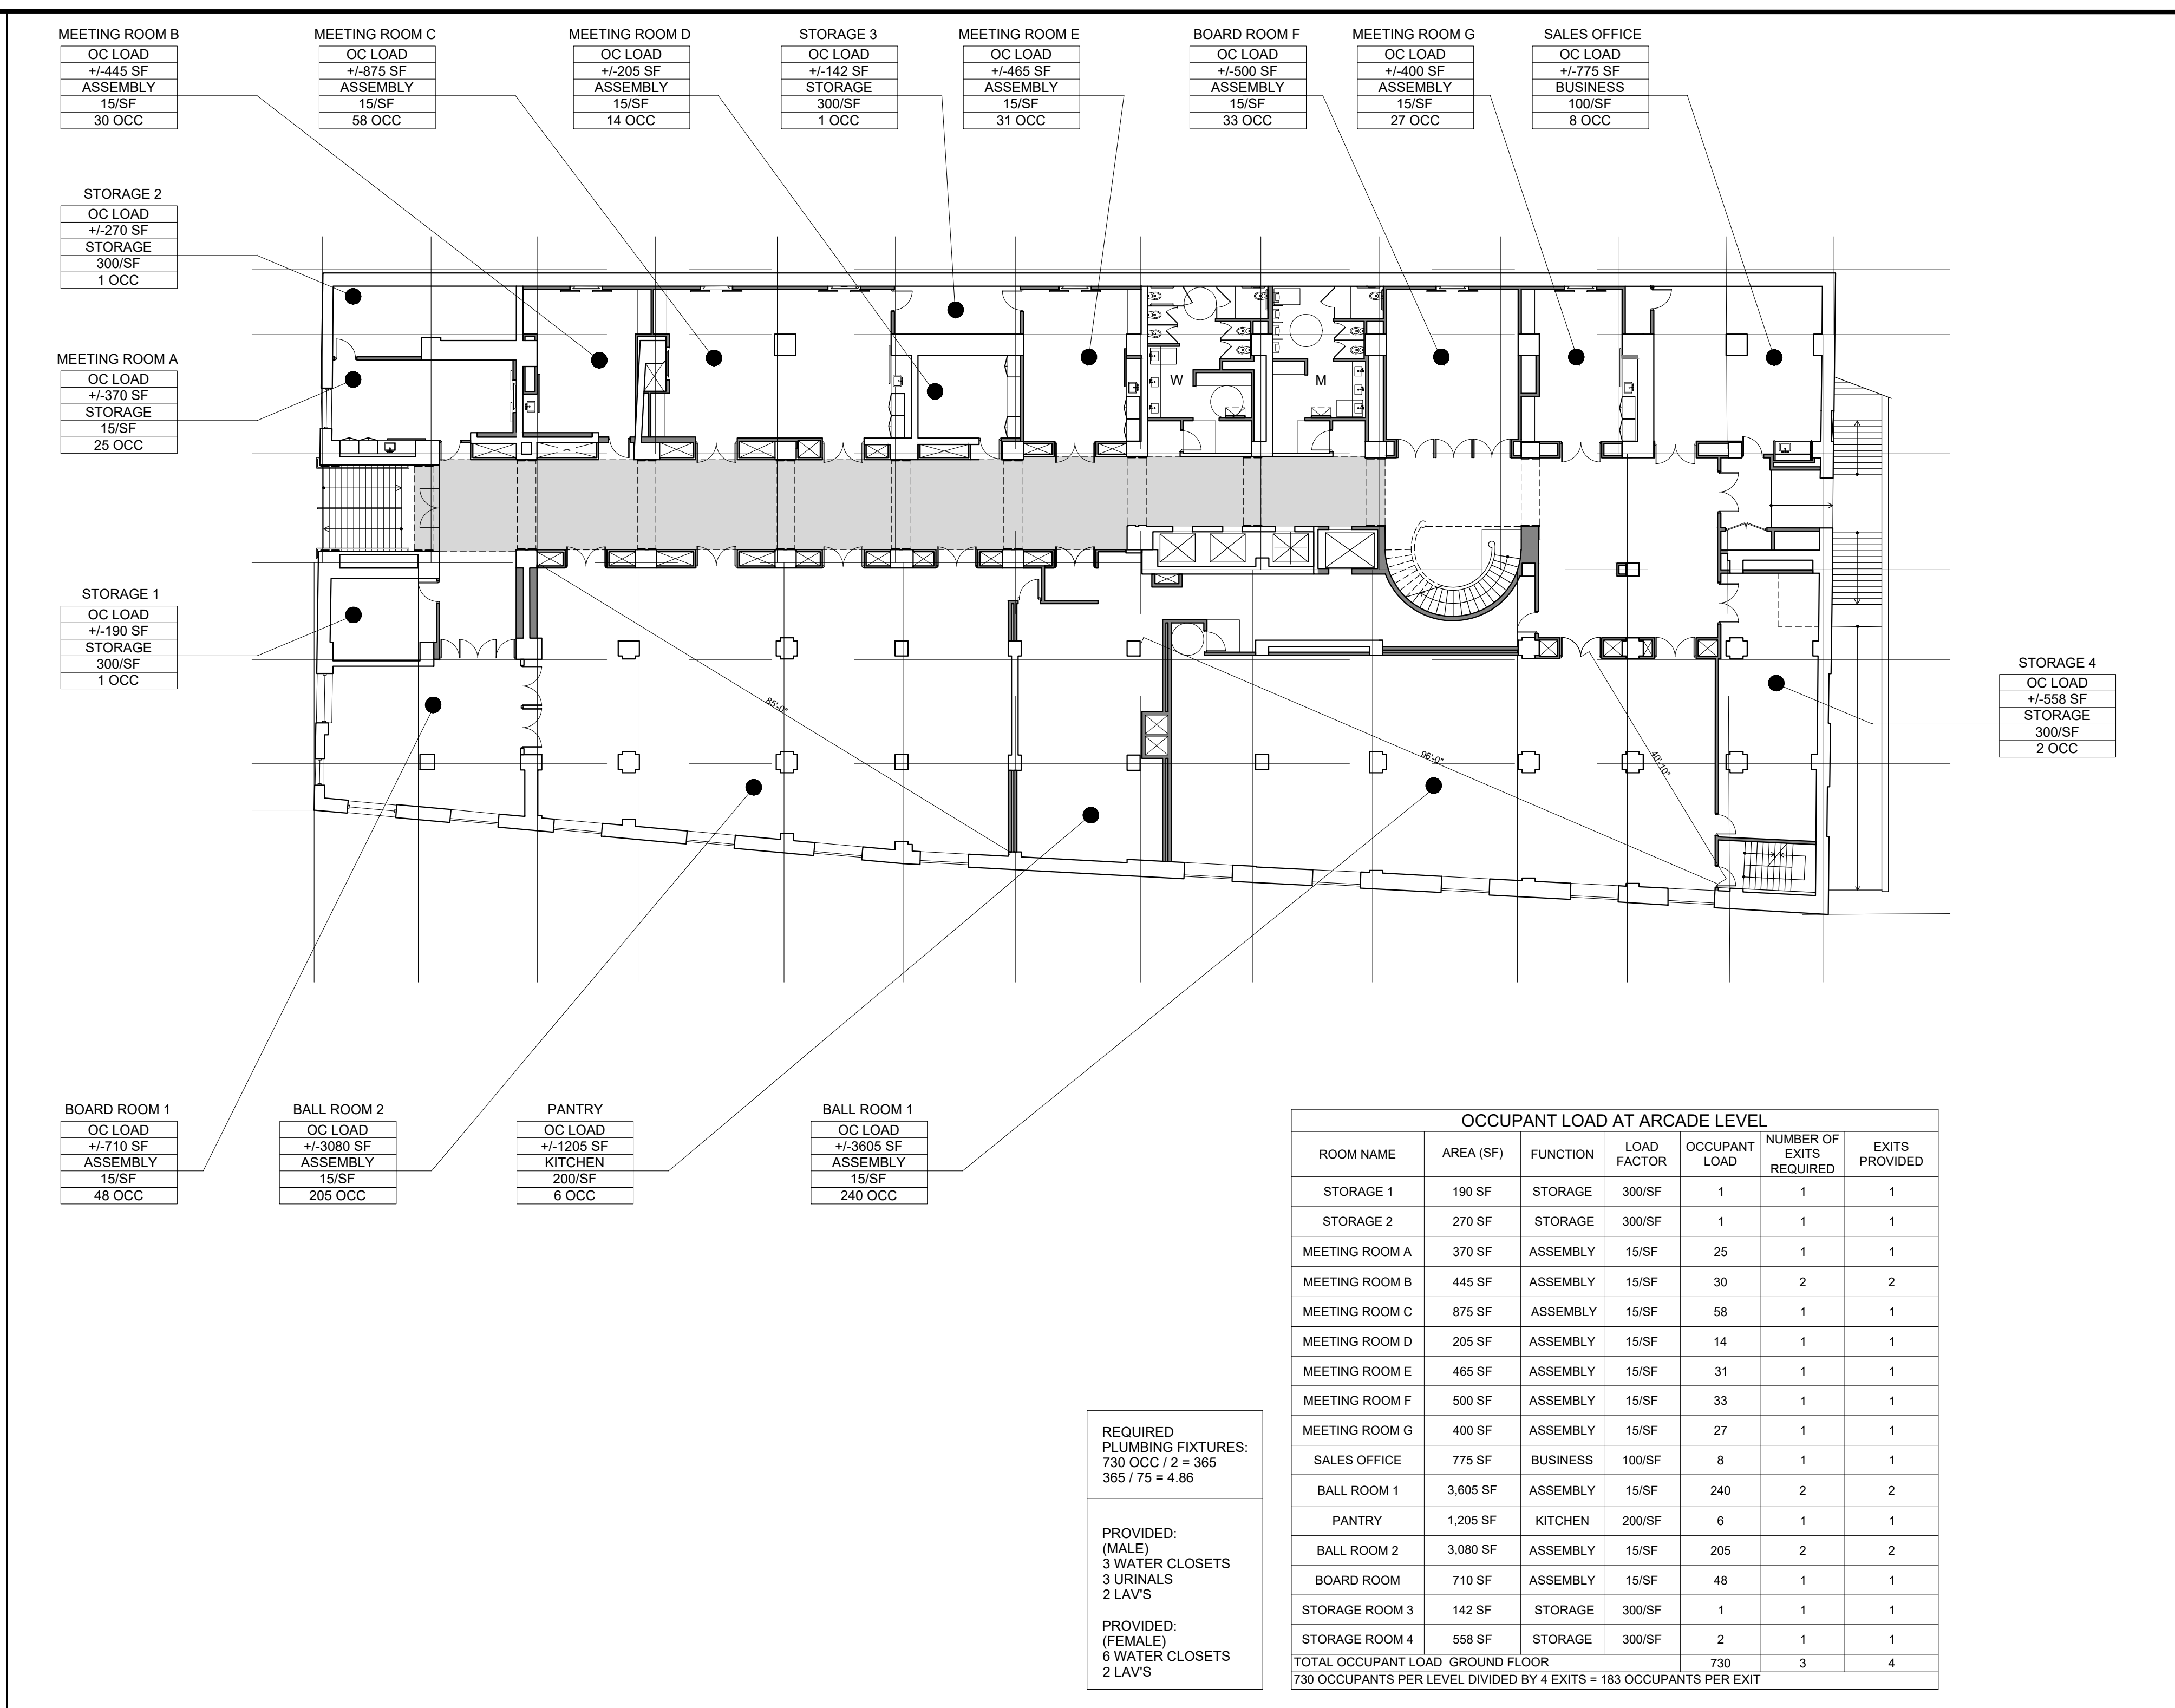 MEETING ROOM B
OC LOAD
+/-445 SF
ASSEMBLY
15/SF
30 OCC
MEETING ROOM C
OC LOAD
+/-875 SF
ASSEMBLY
15/SF
58 OCC
MEETING ROOM D
OC LOAD
+/-205 SF
ASSEMBLY
15/SF
14 OCC
STORAGE 3
OC LOAD
+/-142 SF
STORAGE
300/SF
1 OCC
MEETING ROOM E
OC LOAD
+/-465 SF
ASSEMBLY
15/SF
31 OCC
BOARD ROOM F
OC LOAD
+/-500 SF
ASSEMBLY
15/SF
33 OCC
MEETING ROOM G
OC LOAD
+/-400 SF
ASSEMBLY
15/SF
27 OCC
SALES OFFICE
OC LOAD
+/-775 SF
BUSINESS
100/SF
8 OCC
STORAGE 2
OC LOAD
+/-270 SF
STORAGE
300/SF
1 OCC
MEETING ROOM A
OC LOAD
+/-370 SF
STORAGE
15/SF
25 OCC
W
M
STORAGE 1
OC LOAD
+/-190 SF
STORAGE
300/SF
1 OCC
85'-0"
96'-0"
40'-10"
STORAGE 4
OC LOAD
+/-558 SF
STORAGE
300/SF
2 OCC
BOARD ROOM 1
OC LOAD
+/-710 SF
ASSEMBLY
15/SF
48 OCC
BALL ROOM 2
OC LOAD
+/-3080 SF
ASSEMBLY
15/SF
205 OCC
PANTRY
OC LOAD
+/-1205 SF
KITCHEN
200/SF
6 OCC
BALL ROOM 1
OC LOAD
+/-3605 SF
ASSEMBLY
15/SF
240 OCC
REQUIRED
PLUMBING FIXTURES:
730 OCC / 2 = 365
365 / 75 = 4.86
PROVIDED:
(MALE)
3 WATER CLOSETS
3 URINALS
2 LAV'S
PROVIDED:
(FEMALE)
6 WATER CLOSETS
2 LAV'S
OCCUPANT LOAD AT ARCADE LEVEL
ROOM NAME AREA (SF) FUNCTION LOAD FACTOR OCCUPANT LOAD NUMBER OF EXITS REQUIRED EXITS PROVIDED
STORAGE 1 190 SF STORAGE 300/SF 1 1 1
STORAGE 2 270 SF STORAGE 300/SF 1 1 1
MEETING ROOM A 370 SF ASSEMBLY 15/SF 25 1 1
MEETING ROOM B 445 SF ASSEMBLY 15/SF 30 2 2
MEETING ROOM C 875 SF ASSEMBLY 15/SF 58 1 1
MEETING ROOM D 205 SF ASSEMBLY 15/SF 14 1 1
MEETING ROOM E 465 SF ASSEMBLY 15/SF 31 1 1
MEETING ROOM F 500 SF ASSEMBLY 15/SF 33 1 1
MEETING ROOM G 400 SF ASSEMBLY 15/SF 27 1 1
SALES OFFICE 775 SF BUSINESS 100/SF 8 1 1
BALL ROOM 1 3,605 SF ASSEMBLY 15/SF 240 2 2
PANTRY 1,205 SF KITCHEN 200/SF 6 1 1
BALL ROOM 2 3,080 SF ASSEMBLY 15/SF 205 2 2
BOARD ROOM 710 SF ASSEMBLY 15/SF 48 1 1
STORAGE ROOM 3 142 SF STORAGE 300/SF 1 1 1
STORAGE ROOM 4 558 SF STORAGE 300/SF 2 1 1
TOTAL OCCUPANT LOAD GROUND FLOOR 730 3 4
730 OCCUPANTS PER LEVEL DIVIDED BY 4 EXITS = 183 OCCUPANTS PER EXIT